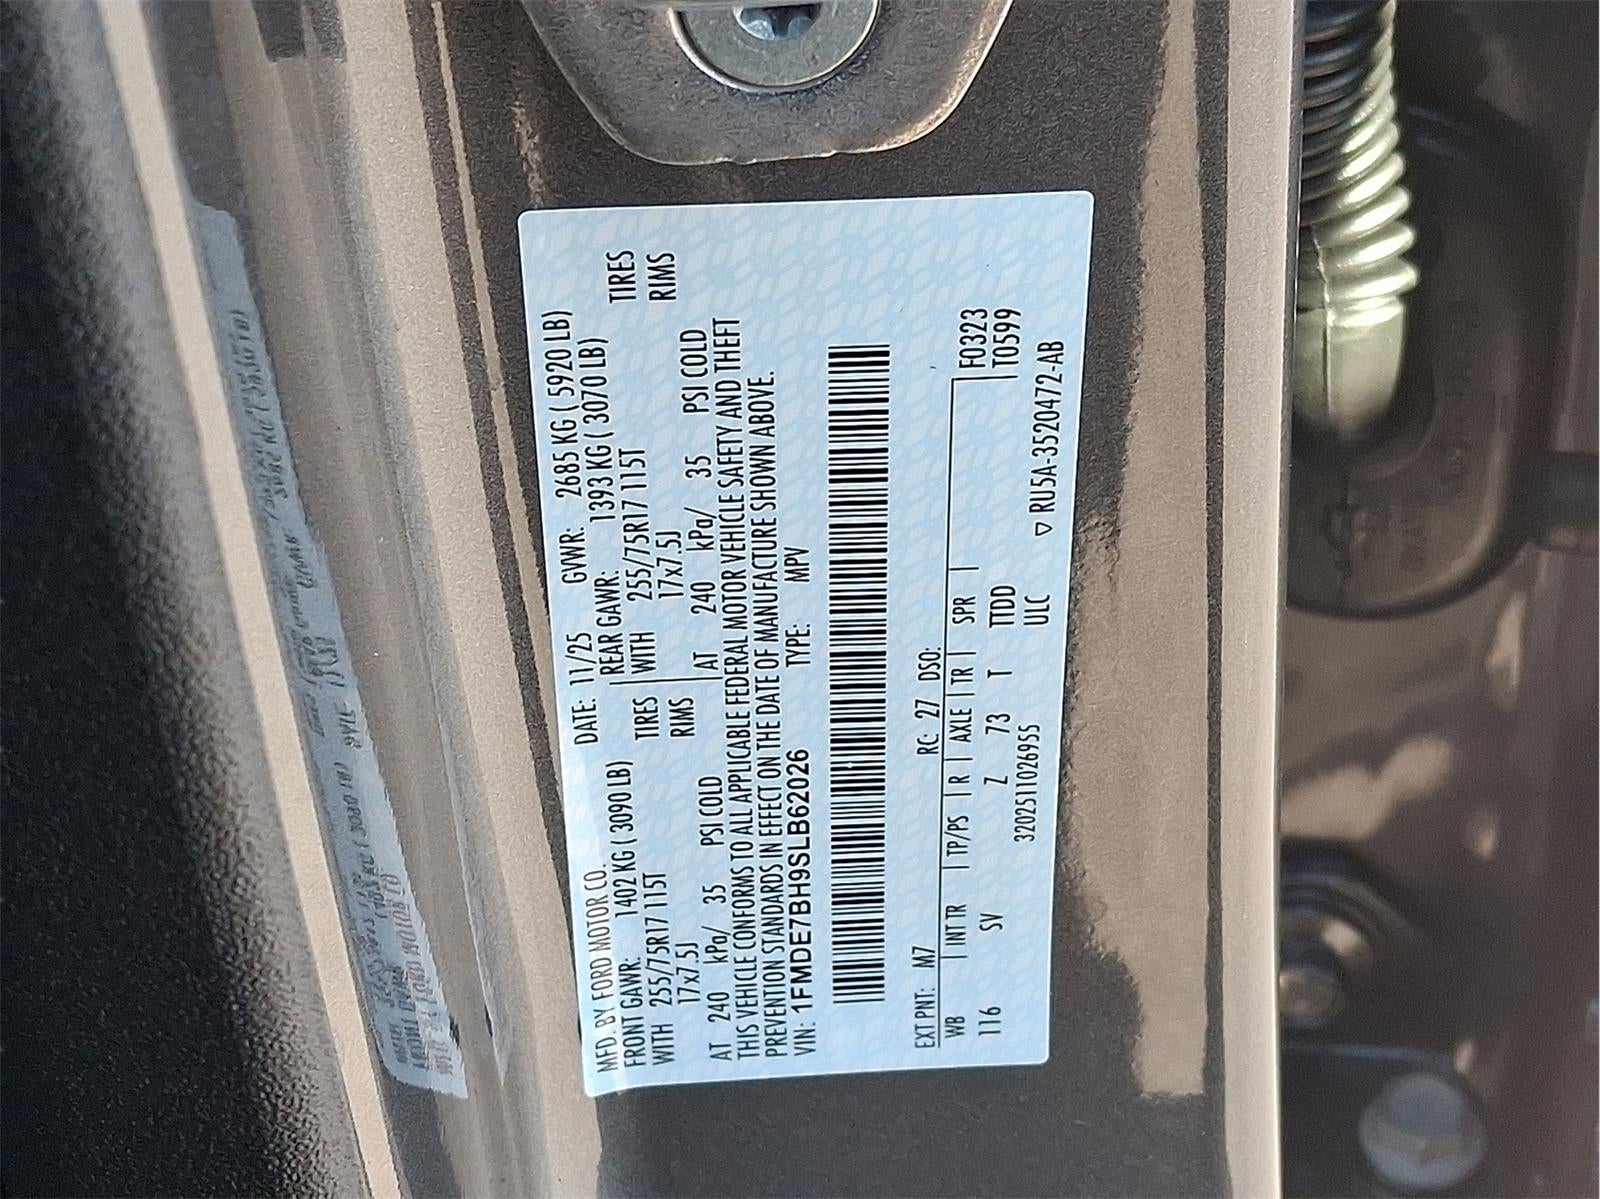 MFD. BY FORD MOTOR CO.
DATE: 11/25 GVWR: 2685 KG ( 5920 LB)
FRONT GAWR: 1402 KG ( 3090 LB) REAR GAWR: 1393 KG ( 3070 LB)
WITH 255/75R17 115T TIRES WITH 255/75R17 115T TIRES
17x7.5J RIMS 17x7.5J RIMS
AT 240 kPa/ 35 PSI COLD AT 240 kPa/ 35 PSI COLD
THIS VEHICLE CONFORMS TO ALL APPLICABLE FEDERAL MOTOR VEHICLE SAFETY AND THEFT
PREVENTION STANDARDS IN EFFECT ON THE DATE OF MANUFACTURE SHOWN ABOVE.
VIN: 1FMDE7BH9SLB62026 TYPE: MPV
EXT PNT: M7 RC: 27 DSO:
WB INT TR TP/PS R AXLE TR SPR F0323
116 SV Z 73 T TTDD T0599
3202511026955 ULC ▽ RU5A-3520472-AB